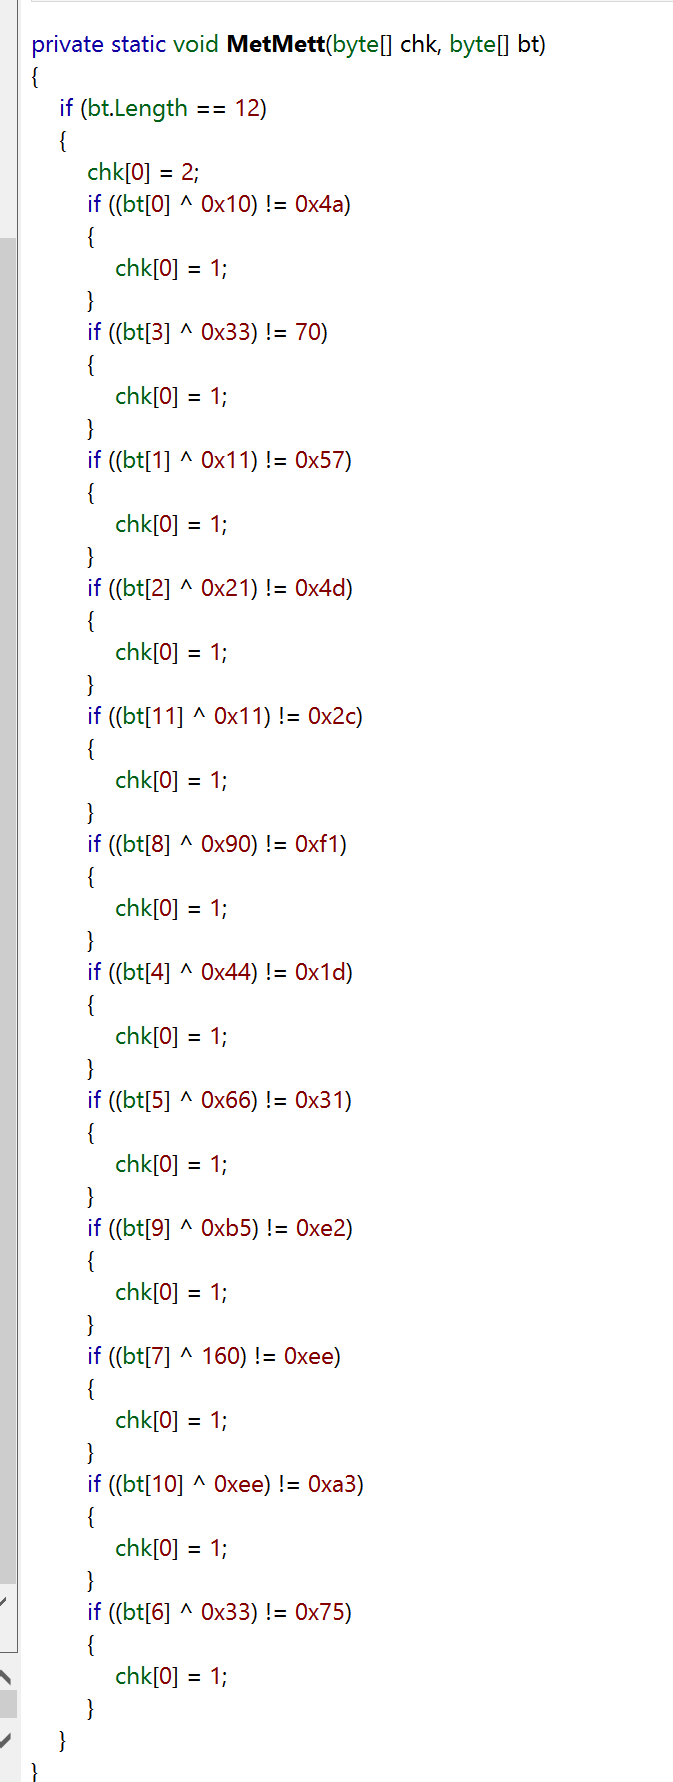 private static void MetMett(byte[] chk, byte[] bt)
{
if (bt.Length == 12)
{
chk[0] = 2;
if ((bt[0] ^ 0x10) != 0x4a)
{
chk[0] = 1;
}
if ((bt[3] ^ 0x33) != 70)
{
chk[0] = 1;
}
if ((bt[1] ^ 0x11) != 0x57)
{
chk[0] = 1;
}
if ((bt[2] ^ 0x21) != 0x4d)
{
chk[0] = 1;
}
if ((bt[11] ^ 0x11) != 0x2c)
{
chk[0] = 1;
}
if ((bt[8] ^ 0x90) != 0xf1)
{
chk[0] = 1;
}
if ((bt[4] ^ 0x44) != 0x1d)
{
chk[0] = 1;
}
if ((bt[5] ^ 0x66) != 0x31)
{
chk[0] = 1;
}
if ((bt[9] ^ 0xb5) != 0xe2)
{
chk[0] = 1;
}
if ((bt[7] ^ 160) != 0xee)
{
chk[0] = 1;
}
if ((bt[10] ^ 0xee) != 0xa3)
{
chk[0] = 1;
}
if ((bt[6] ^ 0x33) != 0x75)
{
chk[0] = 1;
}
}
}